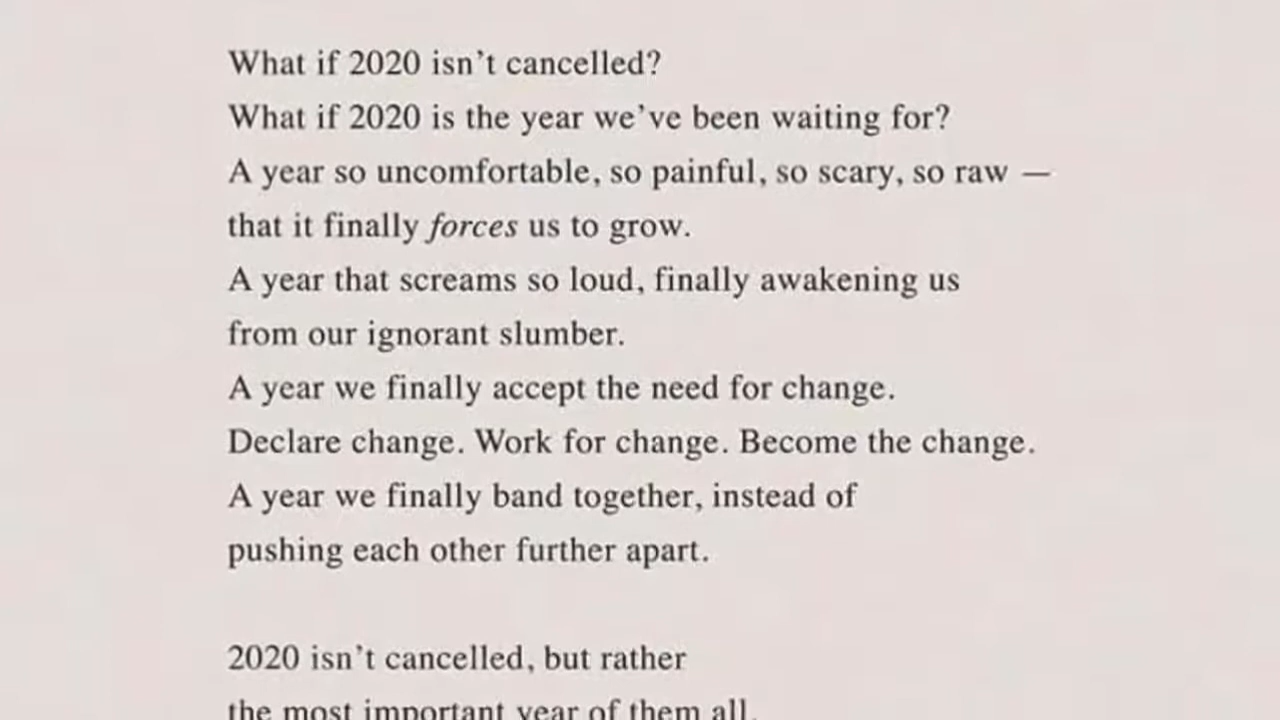 What if 2020 isn’t cancelled?
What if 2020 is the year we’ve been waiting for?
A year so uncomfortable, so painful, so scary, so raw —
that it finally forces us to grow.
A year that screams so loud, finally awakening us
from our ignorant slumber.
A year we finally accept the need for change.
Declare change. Work for change. Become the change.
A year we finally band together, instead of
pushing each other further apart.
2020 isn’t cancelled, but rather
the most important year of them all.